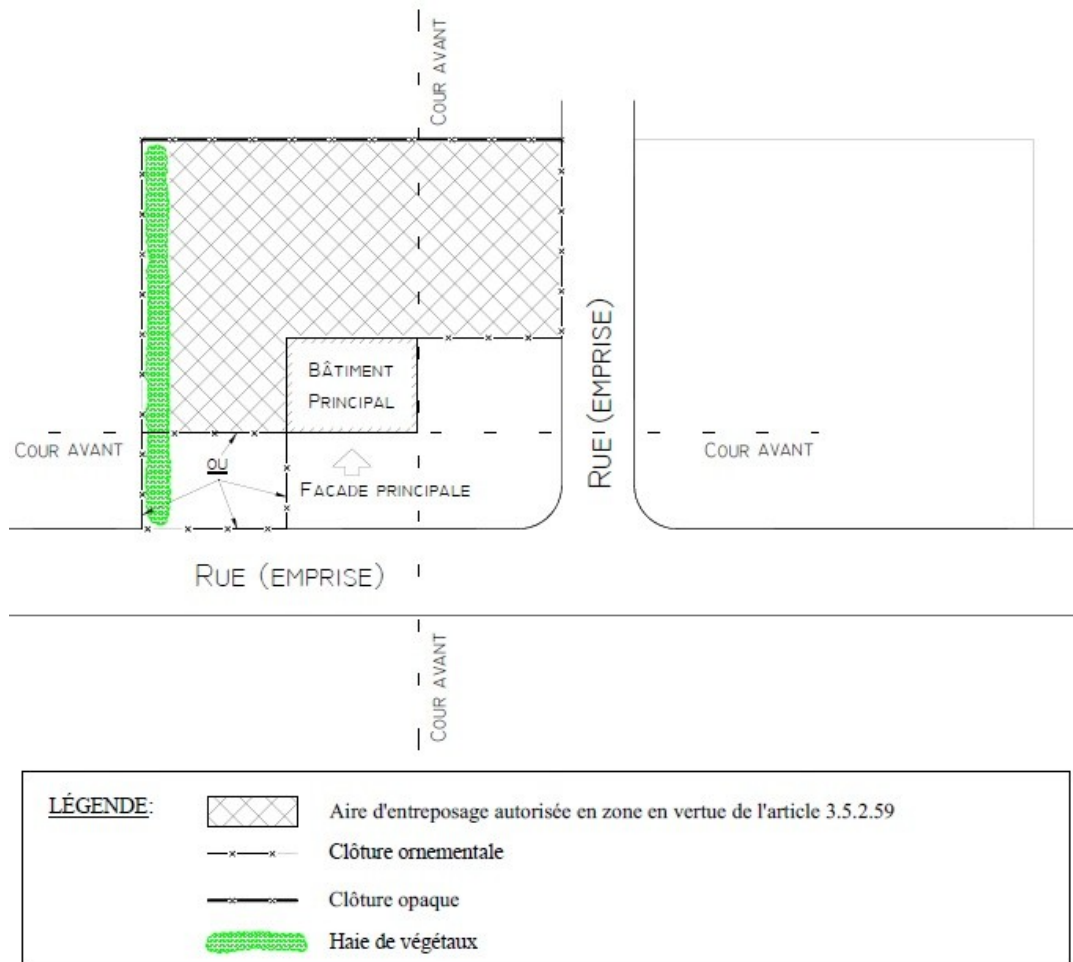 COUR AVANT
BÂTIMENT
PRINCIPAL
RUE (EMPRISE)
COUR AVANT
COUR AVANT
OU
FACADE PRINCIPALE
RUE (EMPRISE)
COUR AVANT
LÉGENDE:
Aire d'entreposage autorisée en zone en vertue de l'article 3.5.2.59
Clôture ornementale
Clôture opaque
Haie de végétaux